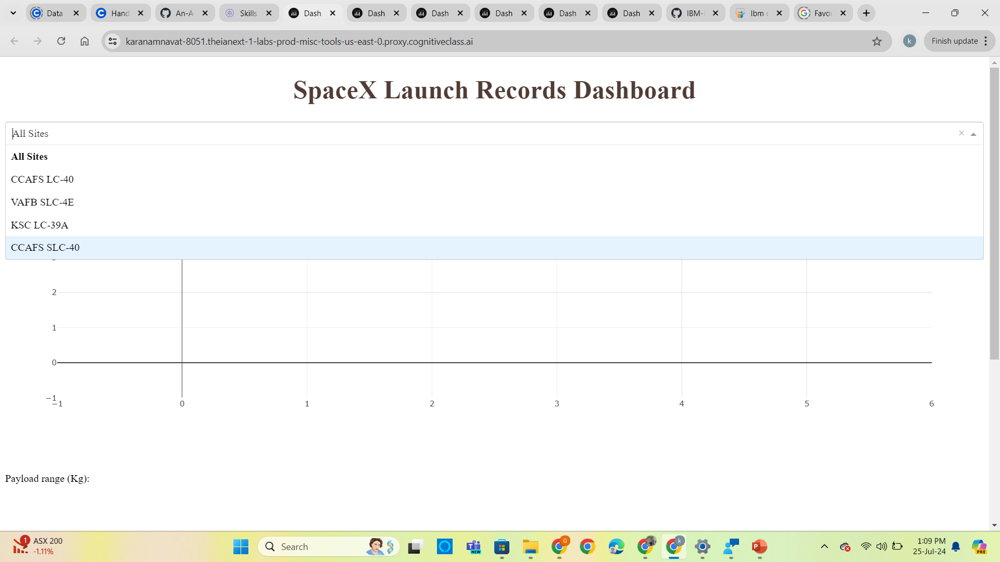 Data
Hand
An-A
Skills
Dash
Dash
Dash
Dash
Dash
Dash
IBM-
Ibm
Favo
karanamnavat-8051.theianext-1-labs-prod-misc-tools-us-east-0.proxy.cognitiveclass.ai
k
Finish update
SpaceX Launch Records Dashboard
All Sites
All Sites
CCAFS LC-40
VAFB SLC-4E
KSC LC-39A
CCAFS SLC-40
2
1
0
−1
−1 0 1 2 3 4 5 6
Payload range (Kg):
1
ASX 200
-1.11%
Search
NEW
G
k
P
1:09 PM
25-Jul-24
PRE